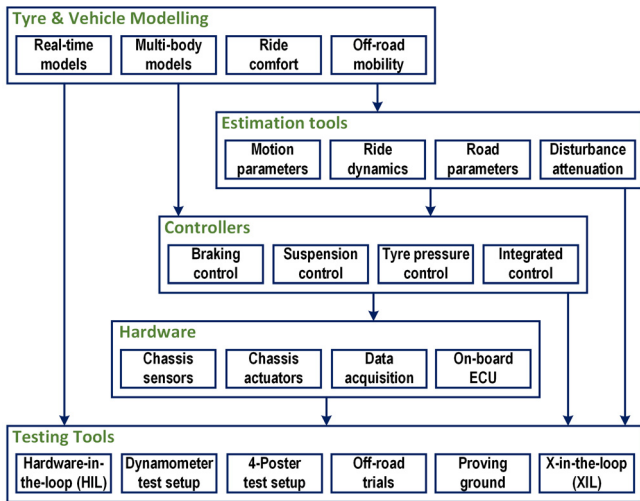 Tyre & Vehicle Modelling
Real-time
models
Multi-body
models
Ride
comfort
Off-road
mobility
Estimation tools
Motion
parameters
Ride
dynamics
Road
parameters
Disturbance
attenuation
Controllers
Braking
control
Suspension
control
Tyre pressure
control
Integrated
control
Hardware
Chassis
sensors
Chassis
actuators
Data
acquisition
On-board
ECU
Testing Tools
Hardware-in-
the-loop (HIL)
Dynamometer
test setup
4-Poster
test setup
Off-road
trials
Proving
ground
X-in-the-loop
(XIL)